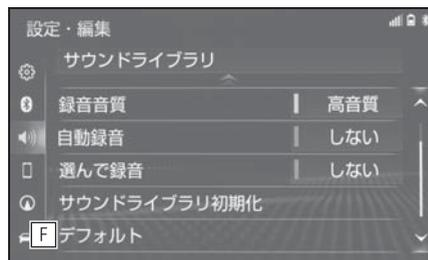 設定・編集
サウンドライブラリ
録音音質 高音質
自動録音 しない
選んで録音 しない
サウンドライブラリ初期化
F デフォルト